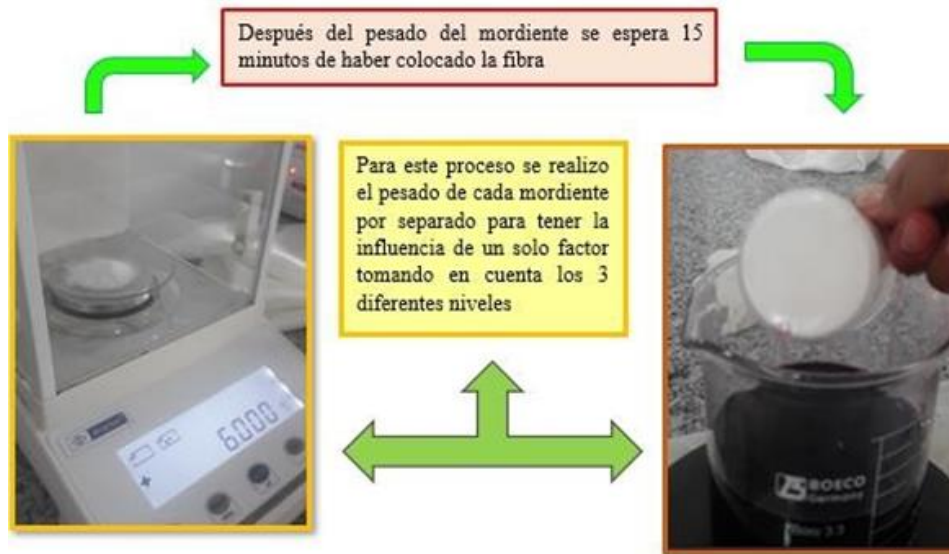 Después del pesado del mordiente se espera 15
minutos de haber colocado la fibra
Para este proceso se realizo
el pesado de cada mordiente
por separado para tener la
influencia de un solo factor
tomando en cuenta los 3
diferentes niveles
6.000
BOECO
Germany